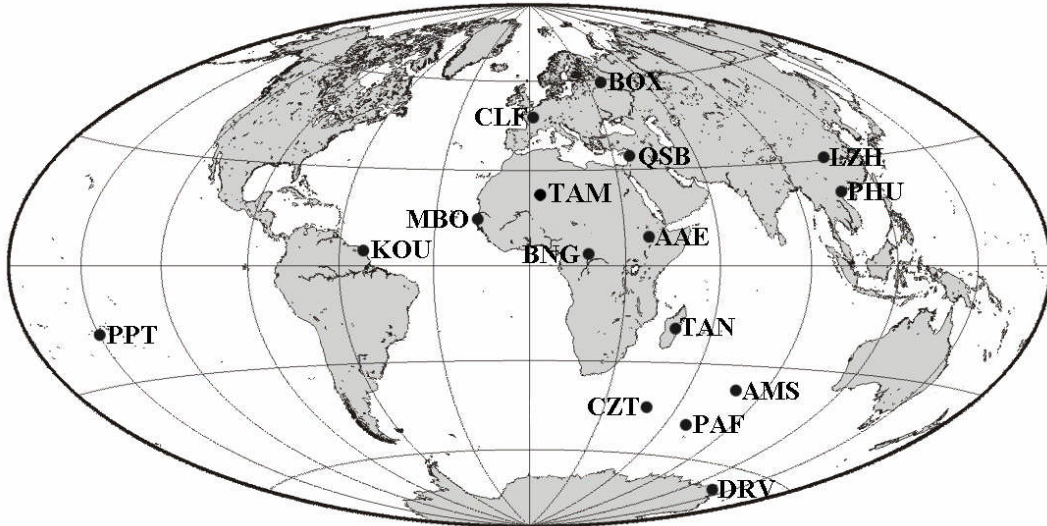 BOX
CLF
QSB
LZH
TAM
PHU
MBO
KOU
BNG
AAE
PPT
TAN
AMS
CZT
PAF
DRV